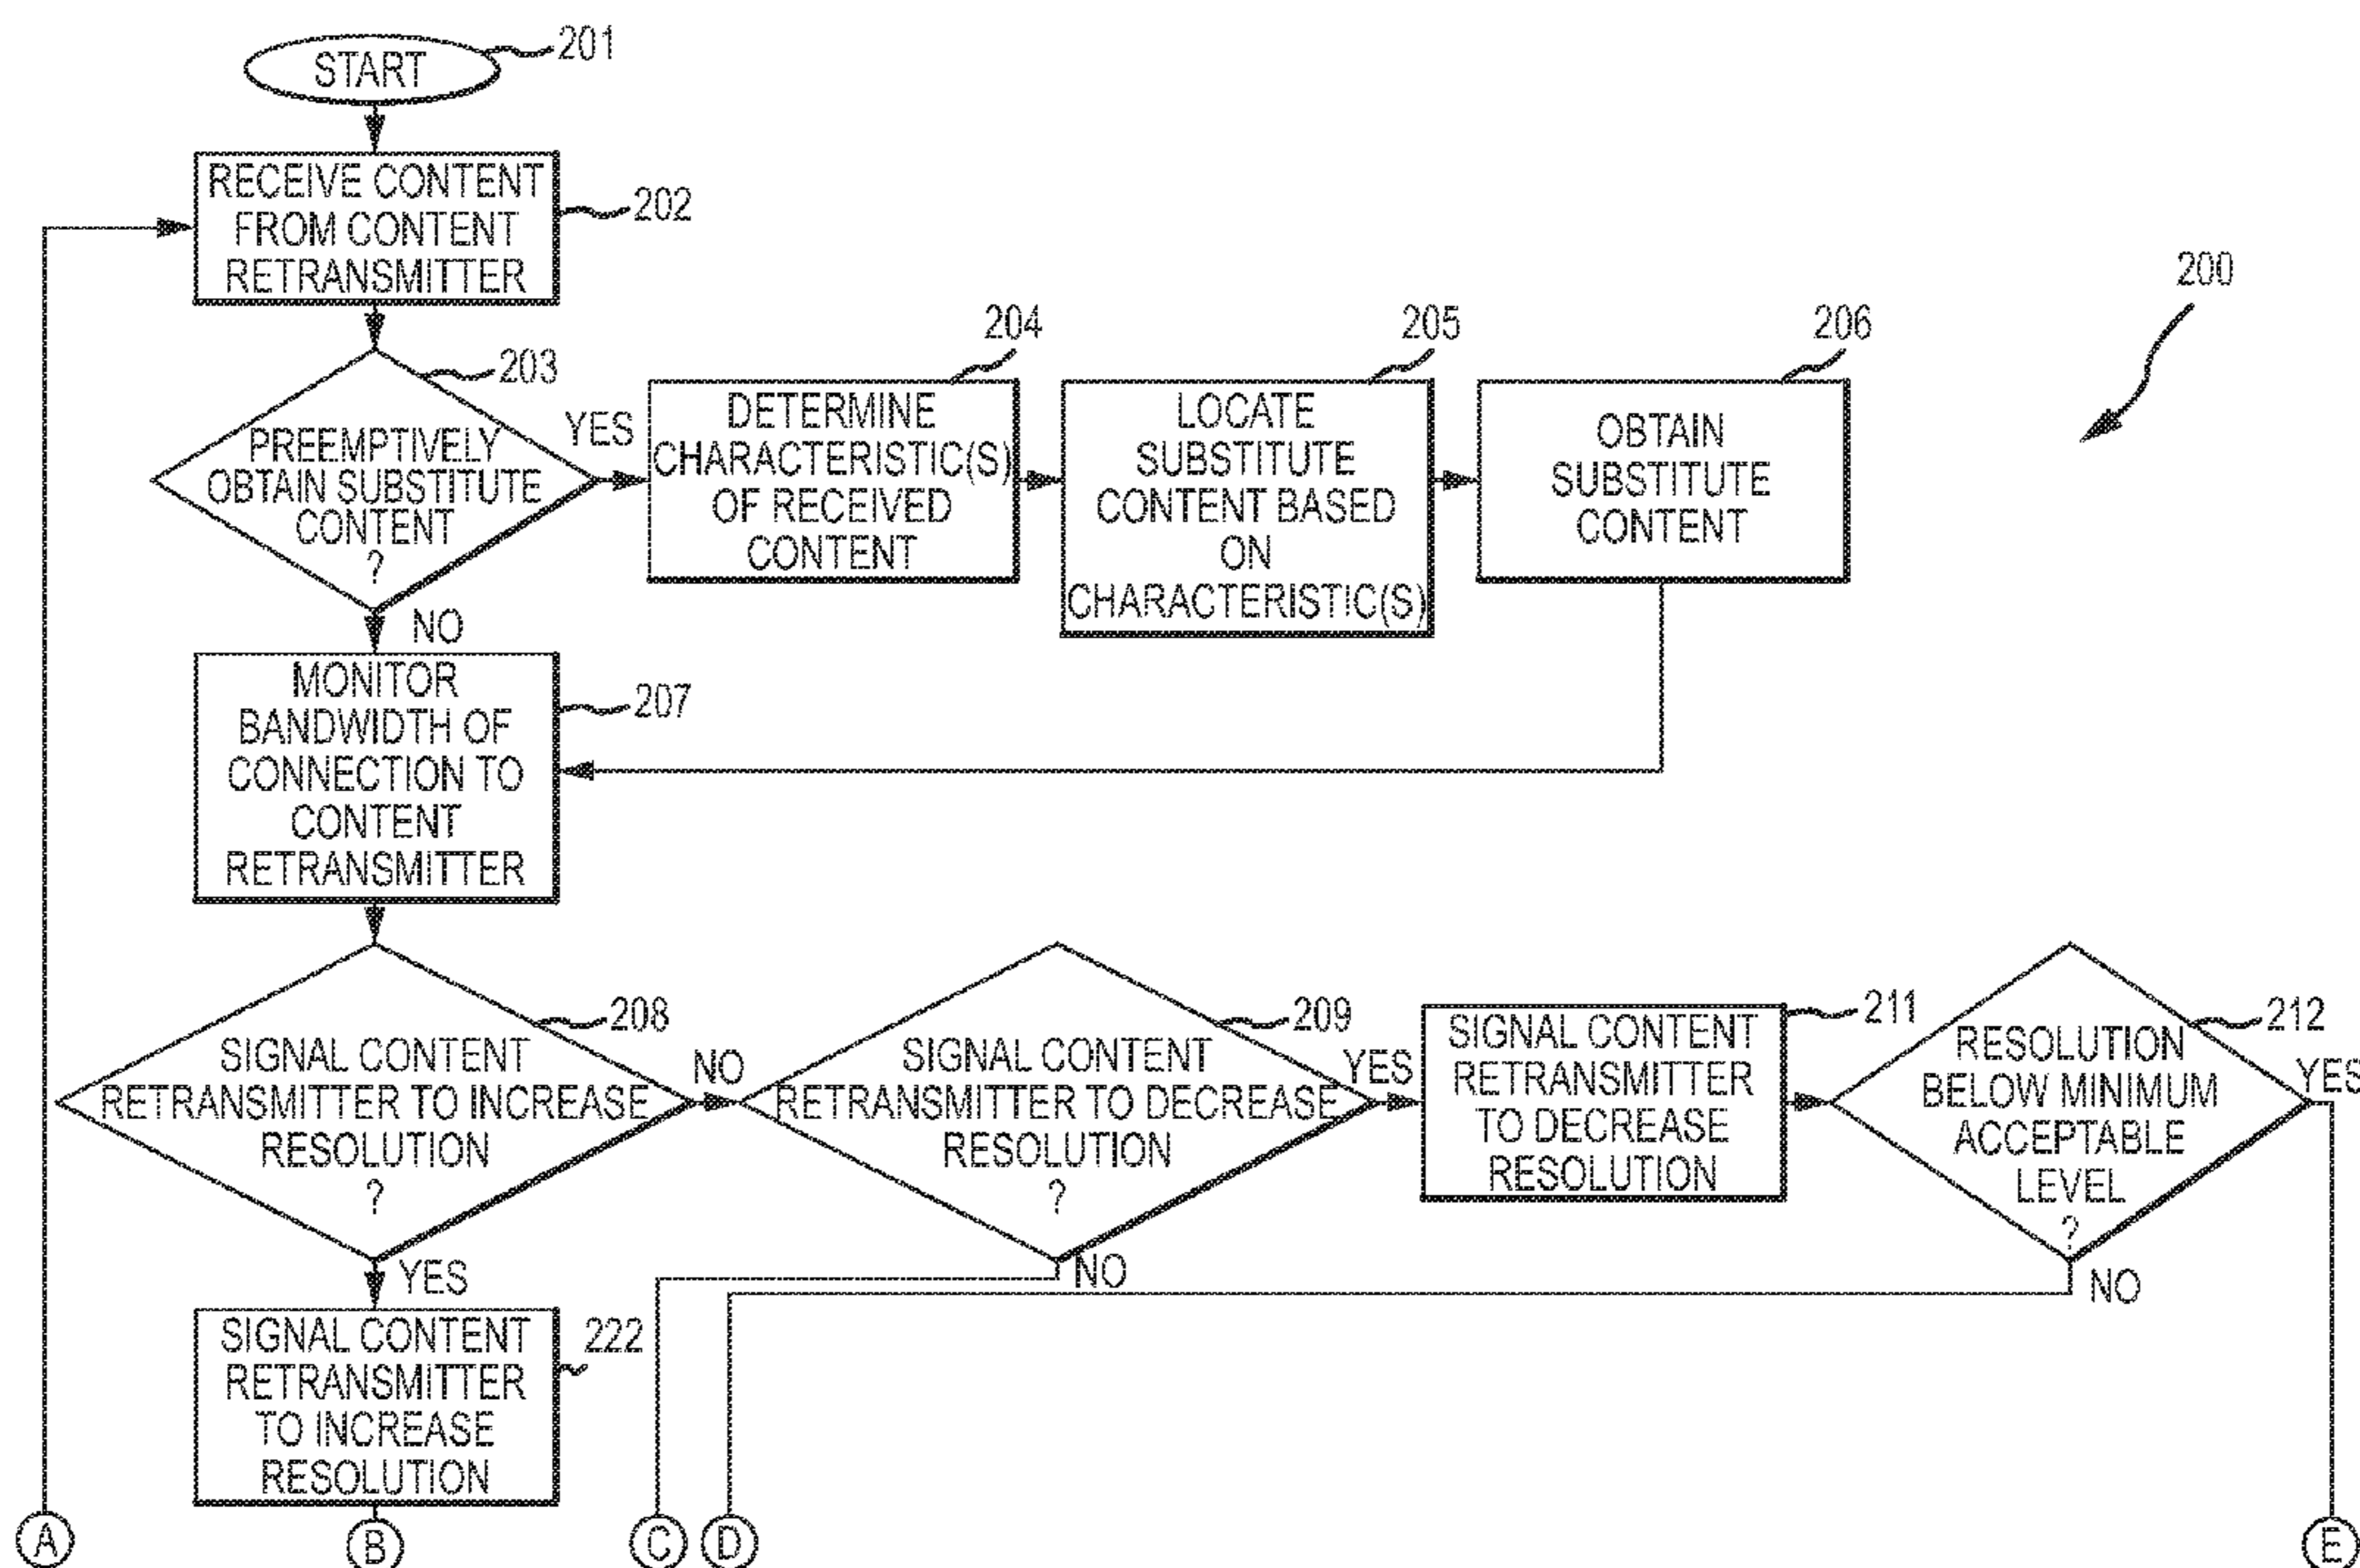 START
201
RECEIVE CONTENT
FROM CONTENT
RETRANSMITTER
202
200
203
PREEMPTIVELY
OBTAIN SUBSTITUTE
CONTENT
?
YES
NO
204
DETERMINE
CHARACTERISTIC(S)
OF RECEIVED
CONTENT
205
LOCATE
SUBSTITUTE
CONTENT BASED
ON
CHARACTERISTIC(S)
206
OBTAIN
SUBSTITUTE
CONTENT
MONITOR
BANDWIDTH OF
CONNECTION TO
CONTENT
RETRANSMITTER
207
208
SIGNAL CONTENT
RETRANSMITTER TO INCREASE
RESOLUTION
?
NO
YES
209
SIGNAL CONTENT
RETRANSMITTER TO DECREASE
RESOLUTION
?
YES
NO
211
SIGNAL CONTENT
RETRANSMITTER
TO DECREASE
RESOLUTION
212
RESOLUTION
BELOW MINIMUM
ACCEPTABLE
LEVEL
?
YES
NO
SIGNAL CONTENT
RETRANSMITTER
TO INCREASE
RESOLUTION
222
A
B
C
D
E